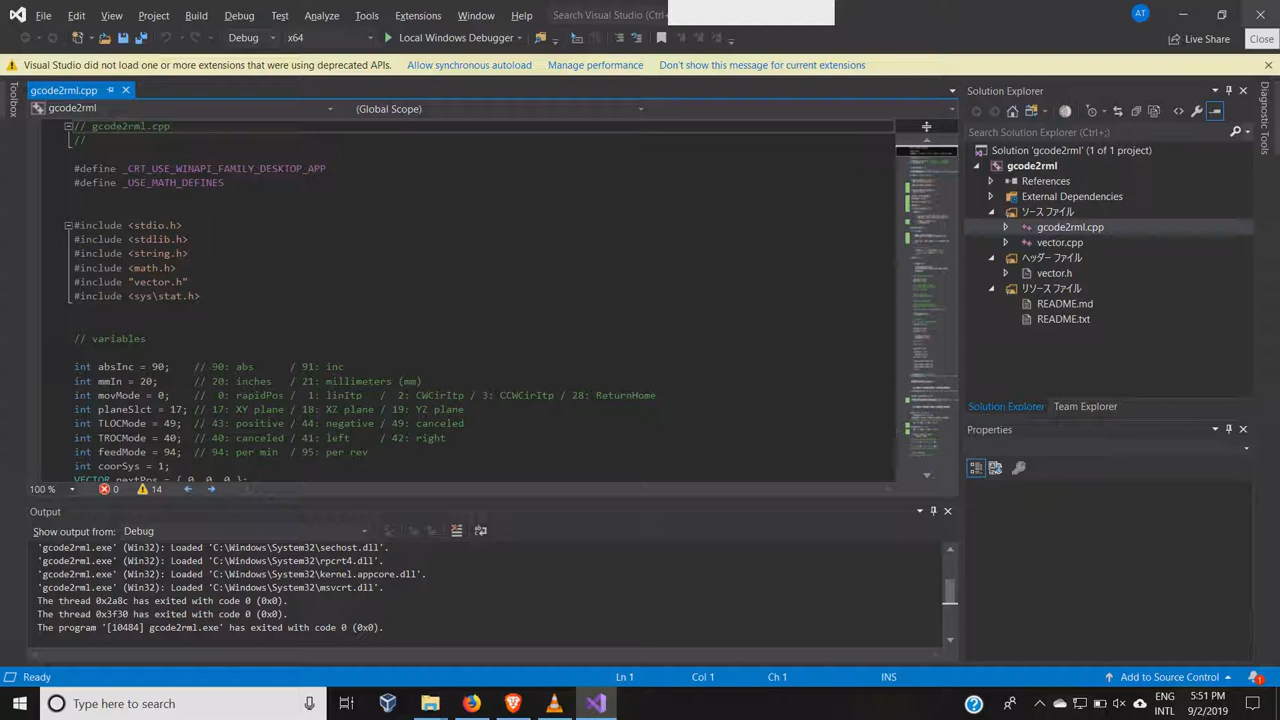 File Edit View Project Build Debug Test Analyze Tools Extensions Window Help Search Visual Studio AT
Debug x64 Local Windows Debugger Live Share Close
Visual Studio did not load one or more extensions that were using deprecated APIs. Allow synchronous autoload Manage performance Don't show this message for current extensions
Toolbox
gcode2rml.cpp
gcode2rml (Global Scope)
// gcode2rml.cpp
//
#define _CRT_USE_WINAPI_FAMILY_DESKTOP_APP
#define _USE_MATH_DEFINES
#include <stdio.h>
#include <stdlib.h>
#include <string.h>
#include <math.h>
#include "vector.h"
#include <sys\stat.h>
// variables
int absInc = 90; // 90: abs / 91: inc
int mmIn = 20; // 20: inches / 21: millimeters (mm)
int movMode = 0; / 1: linItp CWCirItp CCWCirItp / 28: ReturnHome
int planeSlct = 17; // 17: plane / 18: XZ plane 19: YZ plane
int TLOCMode = 49; // positive / 44: negative 49: canceled
int TROCMode = 40; // 40: canceled / 41: left / 42: right
int feedMode = 94; // 94: per min / 95: per rev
int coorSys = 1;
VECTOR nextPos = { 0, 0, 0 };
100 % 0 14
Output
Show output from: Debug
'gcode2rml.exe' (Win32): Loaded 'C:\Windows\System32\sechost.dll'.
'gcode2rml.exe' (Win32): Loaded 'C:\Windows\System32\rpcrt4.dll'.
'gcode2rml.exe' (Win32): Loaded 'C:\Windows\System32\kernel.appcore.dll'.
'gcode2rml.exe' (Win32): Loaded 'C:\Windows\System32\msvcrt.dll'.
The thread 0x2a8c has exited with code 0 (0x0).
The thread 0x3f30 has exited with code 0 (0x0).
The program '[10484] gcode2rml.exe' has exited with code 0 (0x0).
Solution Explorer
Search Solution Explorer (Ctrl+;)
Solution 'gcode2rml' (1 of 1 project)
gcode2rml
References
External Dependencies
ソース ファイル
gcode2rml.cpp
vector.cpp
ヘッダー ファイル
vector.h
リソース ファイル
README.md
README.txt
Solution Explorer Team Explorer
Properties
Diagnostic Tools
Ready Ln 1 Col 1 Ch 1 INS Add to Source Control 1
Type here to search
ENG
INTL
5:51 PM
9/2/2019